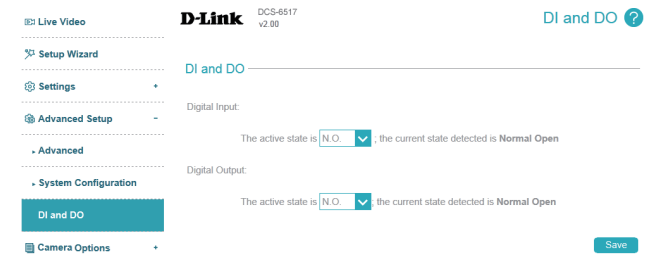 Live Video
Setup Wizard
Settings +
Advanced Setup -
Advanced
System Configuration
DI and DO
Camera Options +
D-Link DCS-6517
v2.00
DI and DO ?
DI and DO
Digital Input:
The active state is N.O. ; the current state detected is Normal Open
Digital Output:
The active state is N.O. ; the current state detected is Normal Open
Save